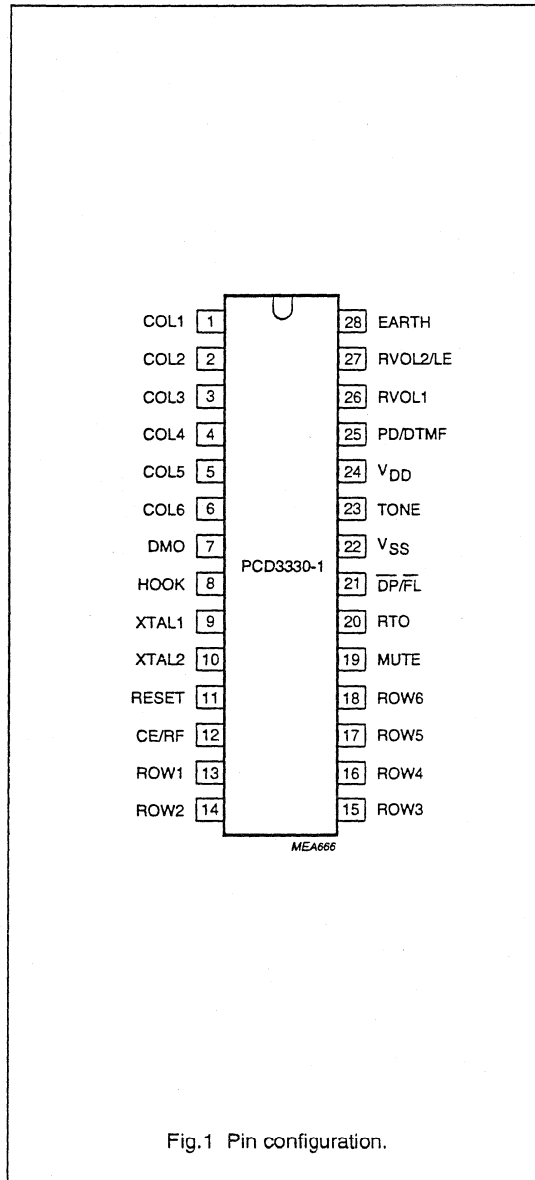 COL1 1 28 EARTH
COL2 2 27 RVOL2/LE
COL3 3 26 RVOL1
COL4 4 25 PD/DTMF
COL5 5 24 VDD
COL6 6 23 TONE
DMO 7 22 VSS
PCD3330-1
HOOK 8 21 D̅P̅/F̅L̅
XTAL1 9 20 RTO
XTAL2 10 19 MUTE
RESET 11 18 ROW6
CE/RF 12 17 ROW5
ROW1 13 16 ROW4
ROW2 14 15 ROW3
MEA666
Fig.1 Pin configuration.